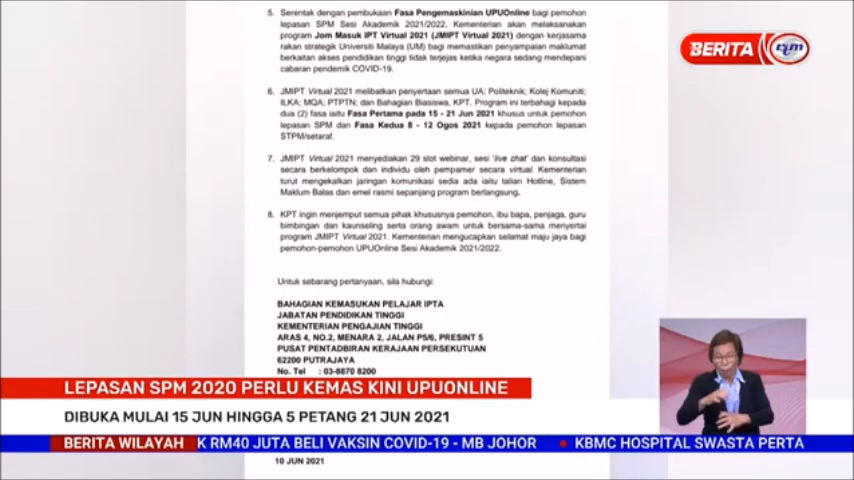 5. Serentak dengan pembukaan Fasa Pengemaskinian UPUOnline bagi pemohon
lepasan SPM Sesi Akademik 2021/2022, Kementerian akan melaksanakan
program Jom Masuk IPT Virtual 2021 (JMIPT Virtual 2021) dengan kerjasama
rakan strategik Universiti Malaya (UM) bagi memastikan penyampaian maklumat
berkaitan akses pendidikan tinggi tidak terjejas ketika negara sedang mendepani
cabaran pendemik COVID-19.
6. JMIPT Virtual 2021 melibatkan penyertaan semua UA; Politeknik; Kolej Komuniti;
ILKA; MQA; PTPTN; dan Bahagian Biasiswa, KPT. Program ini terbahagi kepada
dua (2) fasa iaitu Fasa Pertama pada 15 - 21 Jun 2021 khusus untuk pemohon
lepasan SPM dan Fasa Kedua 8 - 12 Ogos 2021 kepada pemohon lepasan
STPM/setaraf.
7. JMIPT Virtual 2021 menyediakan 29 slot webinar, sesi 'live chat' dan konsultasi
secara berkelompok dan individu oleh pempamer secara virtual. Kementerian
turut mengekalkan jaringan komunikasi sedia ada iaitu talian Hotline, Sistem
Maklum Balas dan emel rasmi sepanjang program berlangsung.
8. KPT ingin menjemput semua pihak khususnya pemohon, ibu bapa, penjaga, guru
bimbingan dan kaunseling serta orang awam untuk bersama-sama menyertai
program JMIPT Virtual 2021. Kementerian mengucapkan selamat maju jaya bagi
pemohon-pemohon UPUOnline Sesi Akademik 2021/2022.
Untuk sebarang pertanyaan, sila hubungi:
BAHAGIAN KEMASUKAN PELAJAR IPTA
JABATAN PENDIDIKAN TINGGI
KEMENTERIAN PENGAJIAN TINGGI
ARAS 4, NO.2, MENARA 2, JALAN P5/6, PRESINT 5
PUSAT PENTADBIRAN KERAJAAN PERSEKUTUAN
62200 PUTRAJAYA
No. Tel : 03-8870 8200
BERITA rtm
LEPASAN SPM 2020 PERLU KEMAS KINI UPUONLINE
DIBUKA MULAI 15 JUN HINGGA 5 PETANG 21 JUN 2021
BERITA WILAYAH K RM40 JUTA BELI VAKSIN COVID-19 - MB JOHOR • KBMC HOSPITAL SWASTA PERTA
10 JUN 2021